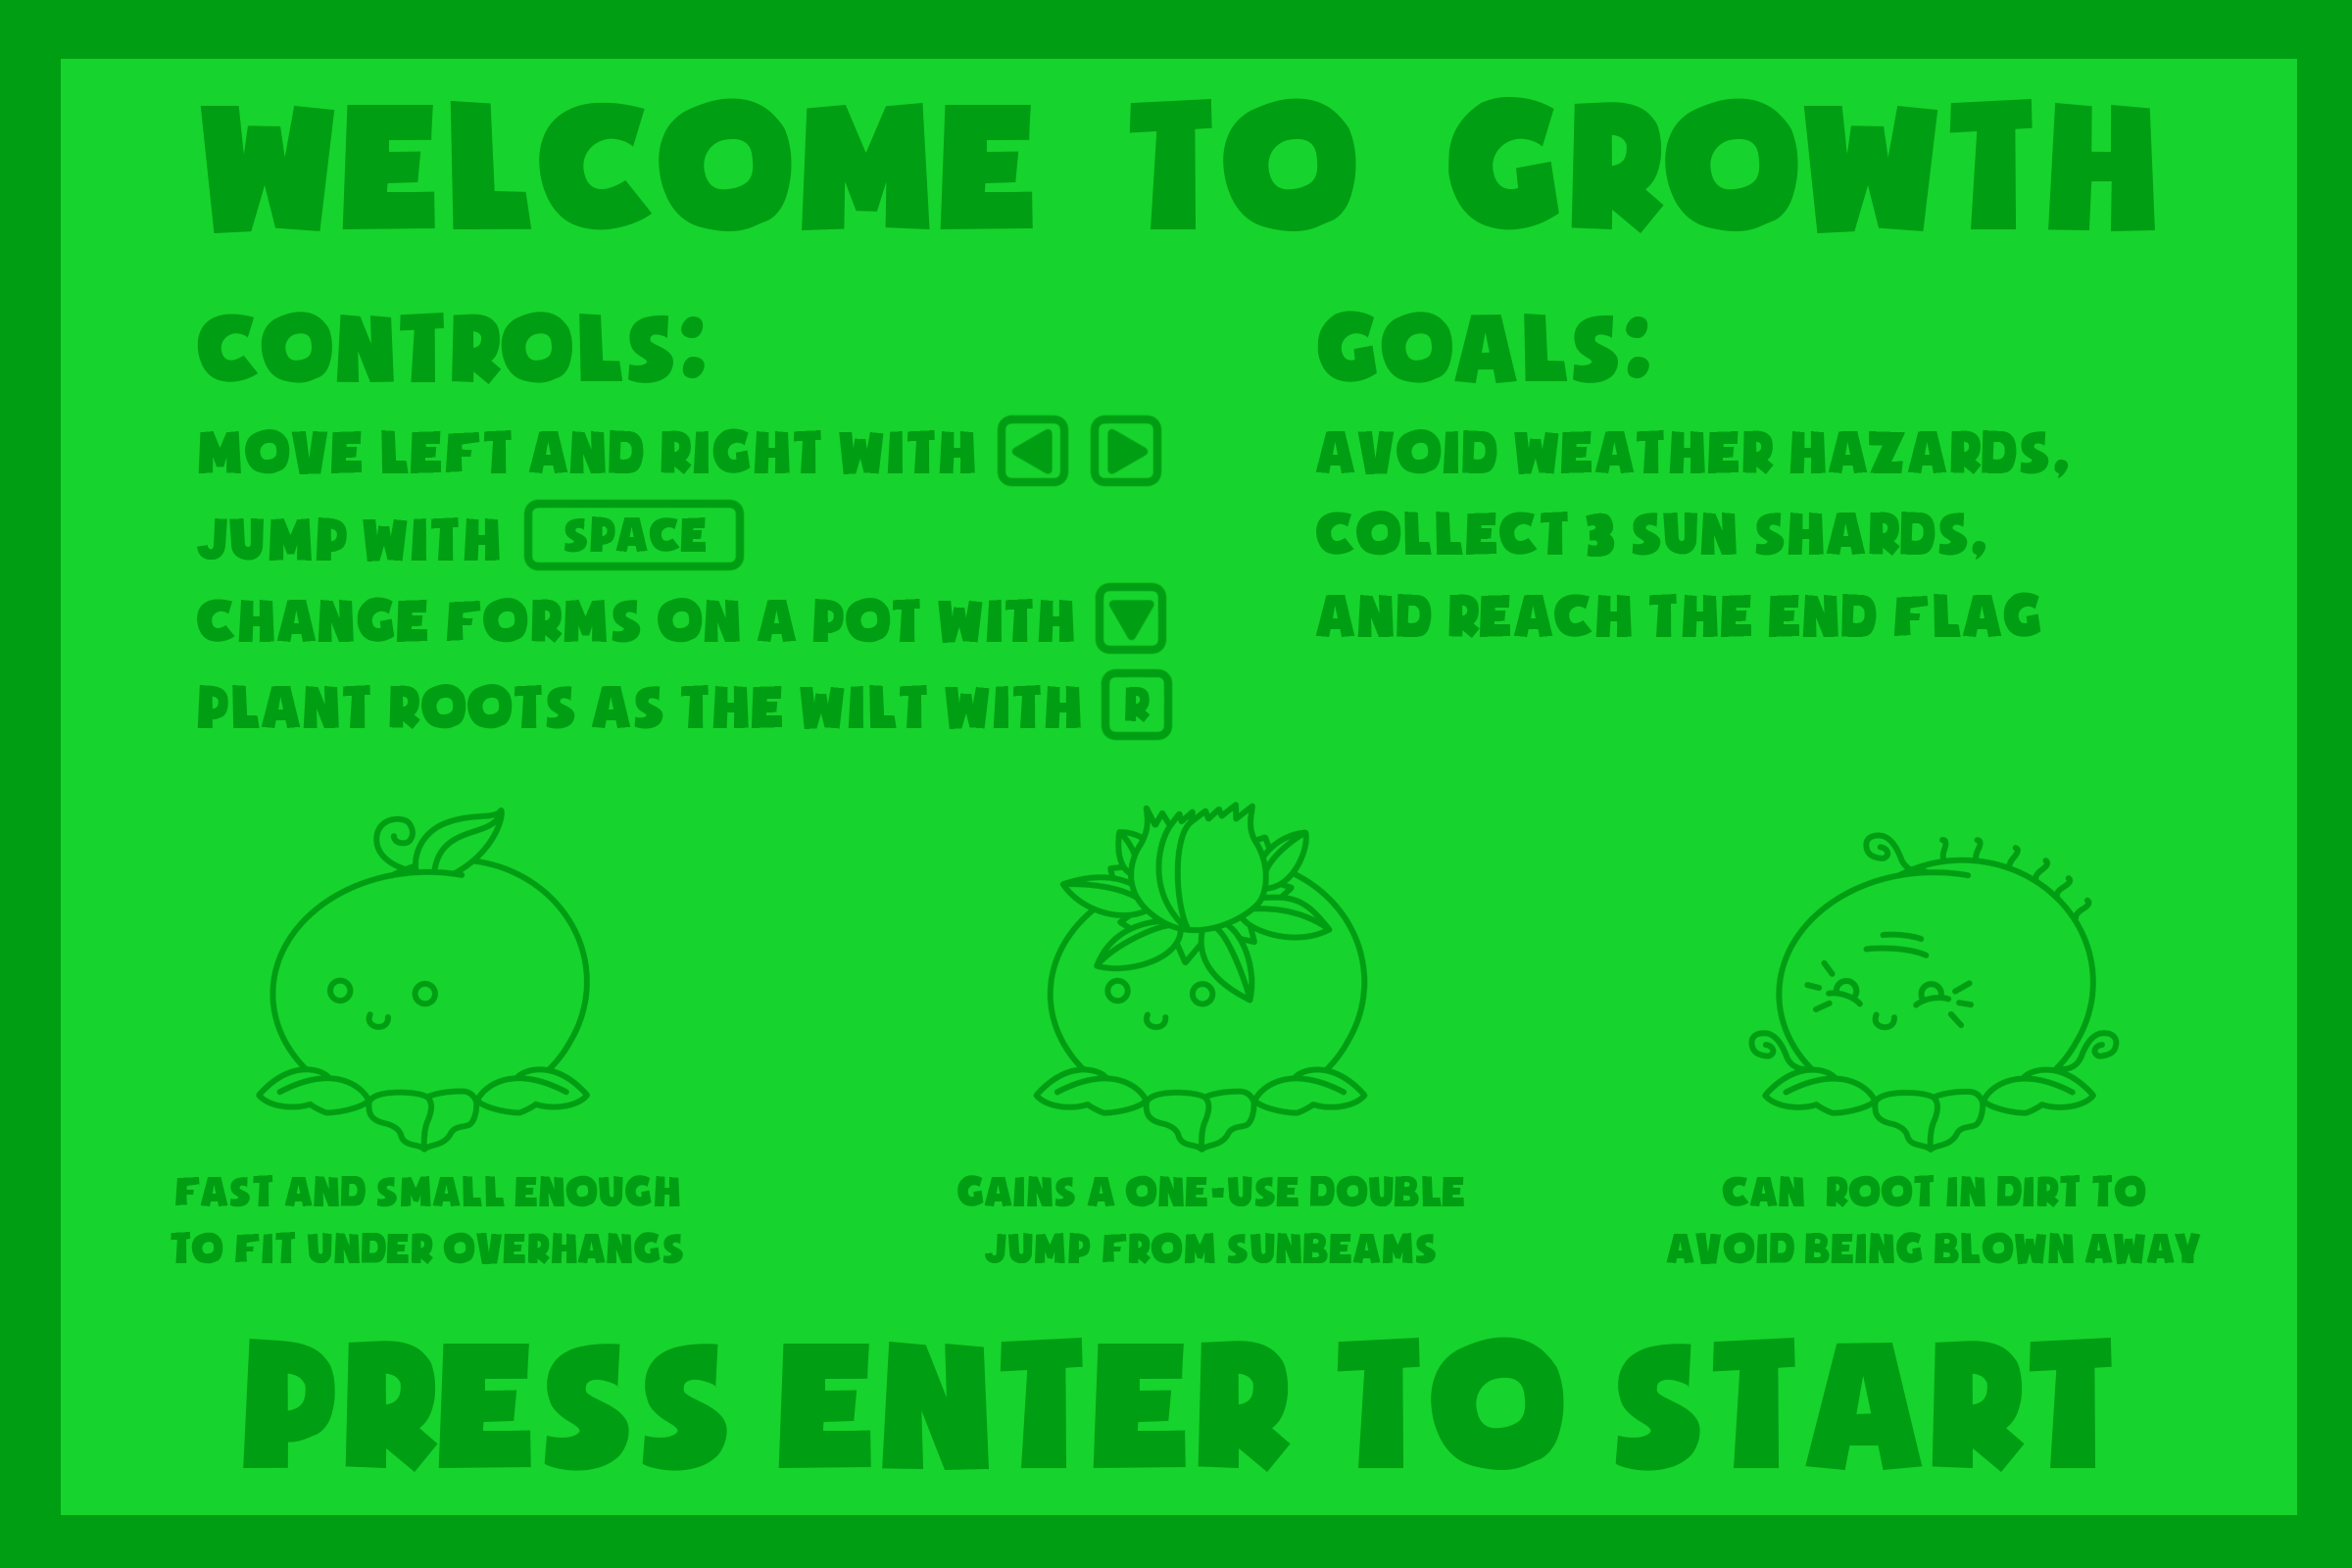 WELCOME TO GROWTH
CONTROLS:
MOVE LEFT AND RIGHT WITH
JUMP WITH SPACE
CHANGE FORMS ON A POT WITH
PLANT ROOTS AS THE WILT WITH R
GOALS:
AVOID WEATHER HAZARDS,
COLLECT 3 SUN SHARDS,
AND REACH THE END FLAG
FAST AND SMALL ENOUGH
TO FIT UNDER OVERHANGS
GAINS A ONE-USE DOUBLE
JUMP FROM SUNBEAMS
CAN ROOT IN DIRT TO
AVOID BEING BLOWN AWAY
PRESS ENTER TO START